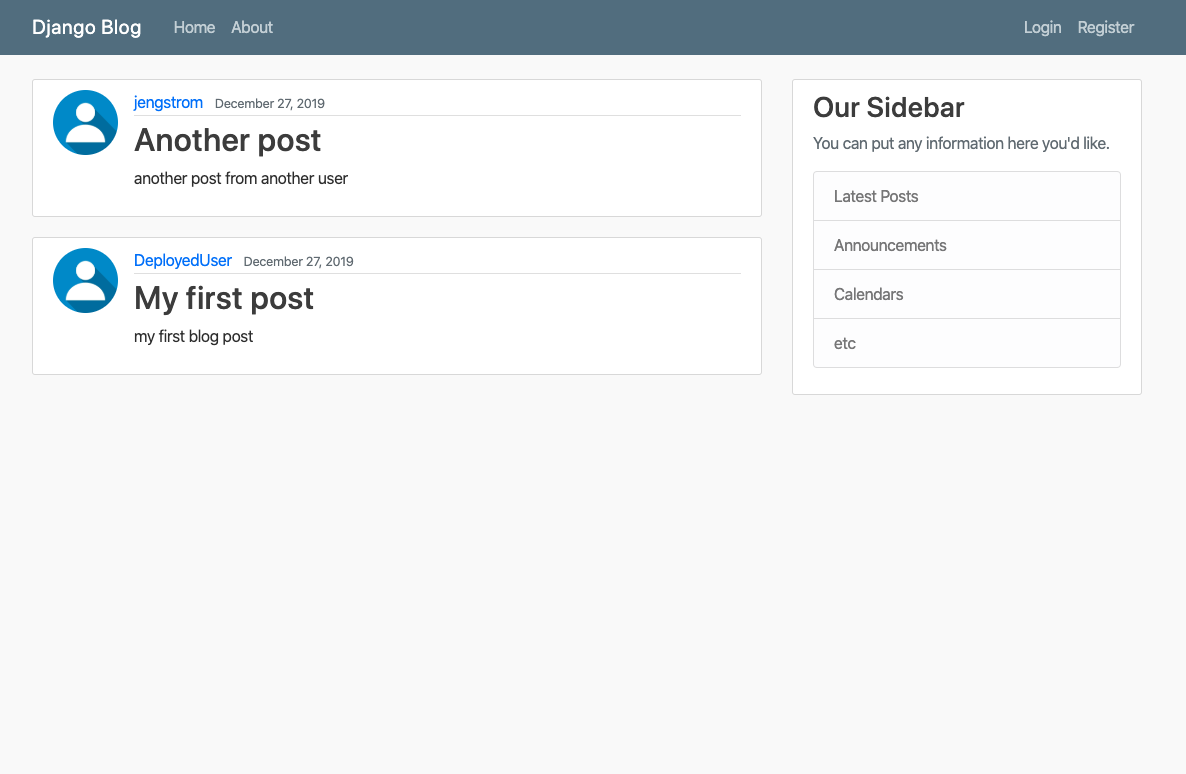 Django Blog Home About Login Register
jengstrom December 27, 2019
Another post
another post from another user
DeployedUser December 27, 2019
My first post
my first blog post
Our Sidebar
You can put any information here you'd like.
Latest Posts
Announcements
Calendars
etc